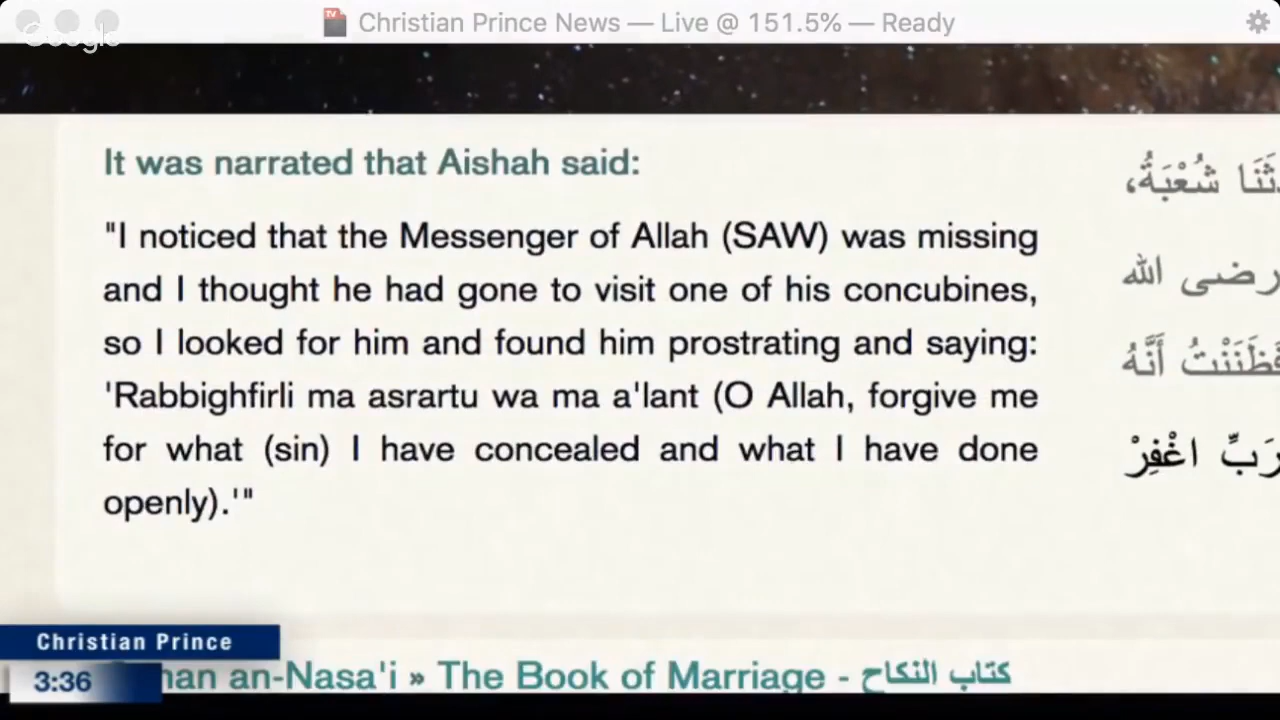 Christian Prince News — Live @ 151.5% — Ready
Google
It was narrated that Aishah said:
"I noticed that the Messenger of Allah (SAW) was missing
and I thought he had gone to visit one of his concubines,
so I looked for him and found him prostrating and saying:
'Rabbighfirli ma asrartu wa ma a'lant (O Allah, forgive me
for what (sin) I have concealed and what I have done
openly).'"
شُعْبَةُ،
رضى الله
فَظَنَنْتُ أَنَّهُ
رَبِّ اغْفِرْ
Christian Prince
3:36
an-Nasa'i » The Book of Marriage - كتاب النكاح